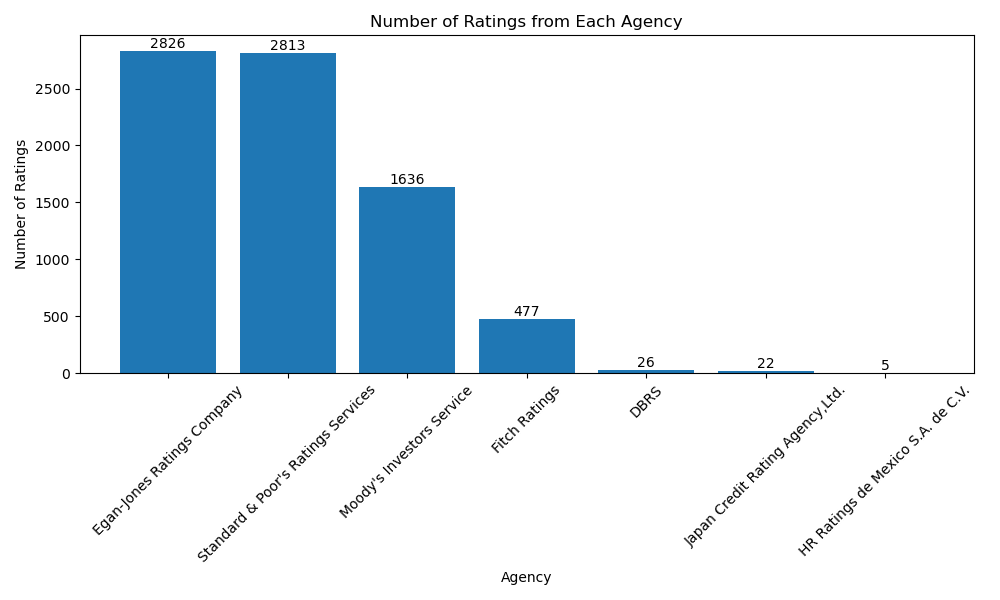 Number of Ratings from Each Agency
2826
2813
1636
477
26
22
5
Number of Ratings
2500
2000
1500
1000
500
0
Egan-Jones Ratings Company
Standard & Poor's Ratings Services
Moody's Investors Service
Fitch Ratings
DBRS
Japan Credit Rating Agency,Ltd.
HR Ratings de Mexico S.A. de C.V.
Agency